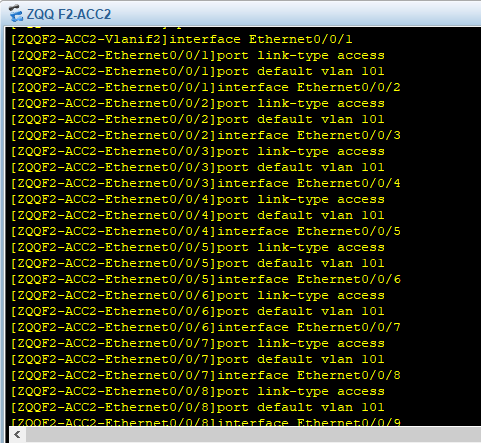 ZQQ F2-ACC2
[ZQQF2-ACC2-Vlanif2]interface Ethernet0/0/1
[ZQQF2-ACC2-Ethernet0/0/1]port link-type access
[ZQQF2-ACC2-Ethernet0/0/1]port default vlan 101
[ZQQF2-ACC2-Ethernet0/0/1]interface Ethernet0/0/2
[ZQQF2-ACC2-Ethernet0/0/2]port link-type access
[ZQQF2-ACC2-Ethernet0/0/2]port default vlan 101
[ZQQF2-ACC2-Ethernet0/0/2]interface Ethernet0/0/3
[ZQQF2-ACC2-Ethernet0/0/3]port link-type access
[ZQQF2-ACC2-Ethernet0/0/3]port default vlan 101
[ZQQF2-ACC2-Ethernet0/0/3]interface Ethernet0/0/4
[ZQQF2-ACC2-Ethernet0/0/4]port link-type access
[ZQQF2-ACC2-Ethernet0/0/4]port default vlan 101
[ZQQF2-ACC2-Ethernet0/0/4]interface Ethernet0/0/5
[ZQQF2-ACC2-Ethernet0/0/5]port link-type access
[ZQQF2-ACC2-Ethernet0/0/5]port default vlan 101
[ZQQF2-ACC2-Ethernet0/0/5]interface Ethernet0/0/6
[ZQQF2-ACC2-Ethernet0/0/6]port link-type access
[ZQQF2-ACC2-Ethernet0/0/6]port default vlan 101
[ZQQF2-ACC2-Ethernet0/0/6]interface Ethernet0/0/7
[ZQQF2-ACC2-Ethernet0/0/7]port link-type access
[ZQQF2-ACC2-Ethernet0/0/7]port default vlan 101
[ZQQF2-ACC2-Ethernet0/0/7]interface Ethernet0/0/8
[ZQQF2-ACC2-Ethernet0/0/8]port link-type access
[ZQQF2-ACC2-Ethernet0/0/8]port default vlan 101
[ZQQF2-ACC2-Ethernet0/0/8]interface Ethernet0/0/9